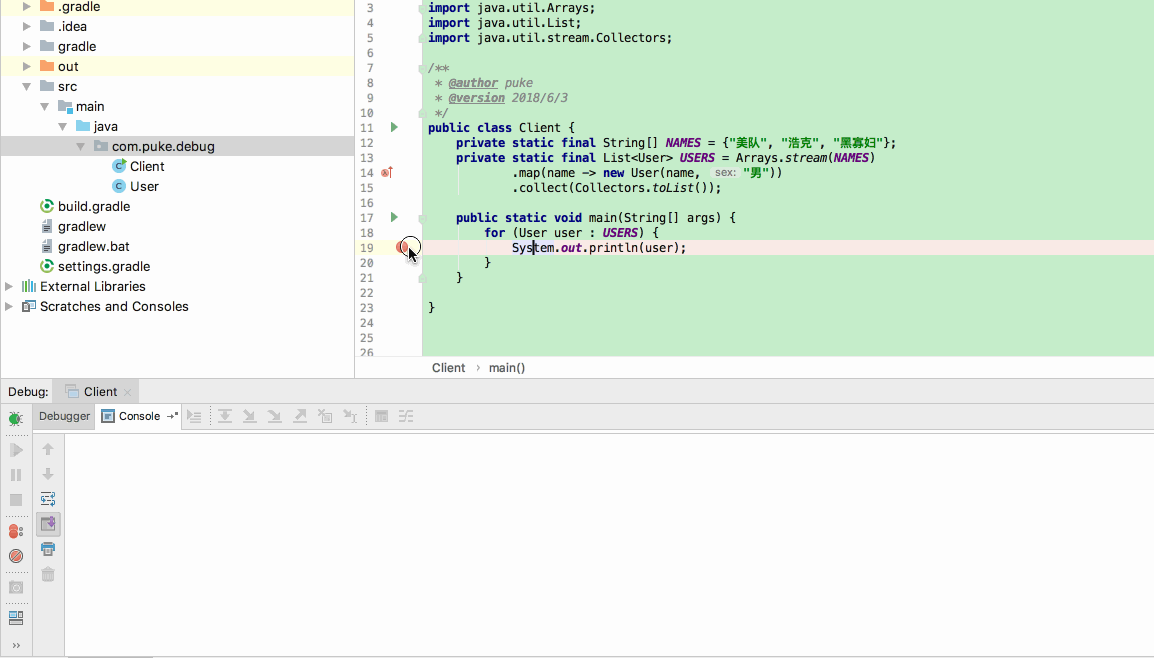 .gradle
.idea
gradle
out
src
main
java
com.puke.debug
Client
User
build.gradle
gradlew
gradlew.bat
settings.gradle
External Libraries
Scratches and Consoles
3 import java.util.Arrays;
4 import java.util.List;
5 import java.util.stream.Collectors;
6
7 /**
8 * @author puke
9 * @version 2018/6/3
10 */
11 public class Client {
12 private static final String[] NAMES = {"美队", "浩克", "黑寡妇"};
13 private static final List<User> USERS = Arrays.stream(NAMES)
14 .map(name -> new User(name, sex: "男"))
15 .collect(Collectors.toList());
16
17 public static void main(String[] args) {
18 for (User user : USERS) {
19 System.out.println(user);
20 }
21 }
22
23 }
24
25
26
Client › main()
Debug: Client
Debugger Console